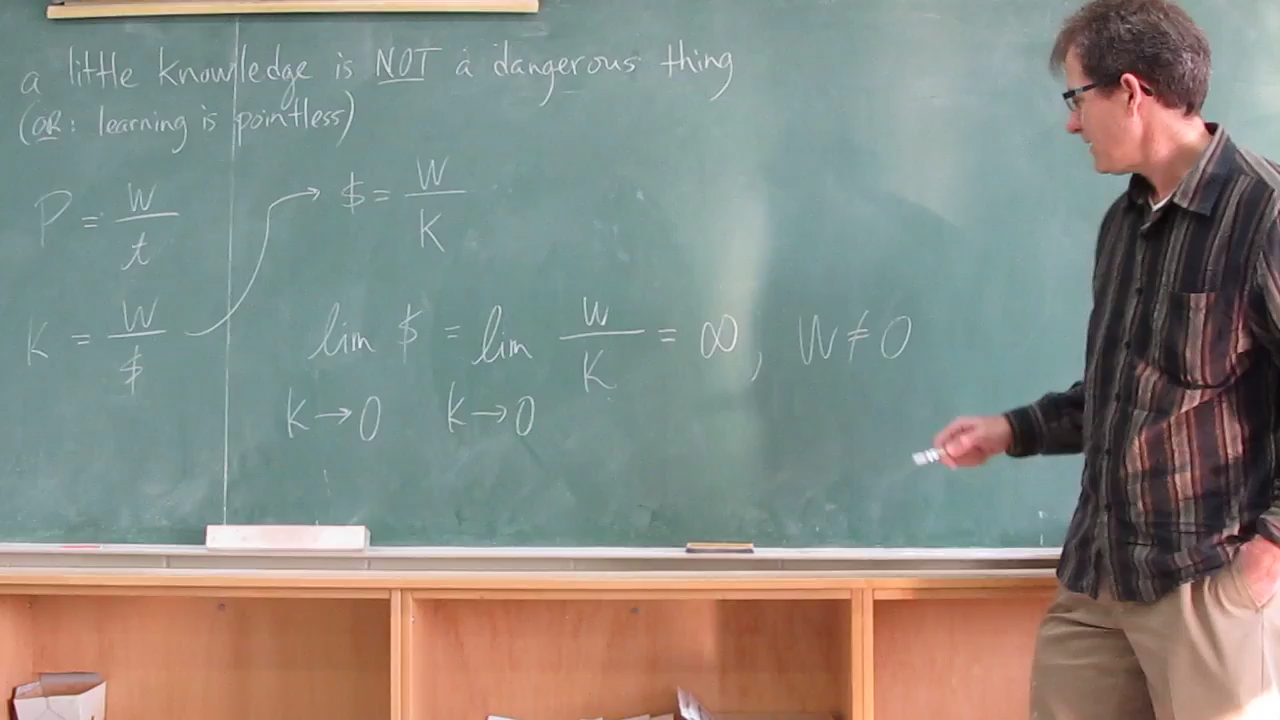 a little knowledge is NOT a dangerous thing
(OR: learning is pointless)
P = W/t
$ = W/K
K = W/$
lim $ = lim W/K = ∞, W ≠ 0
K→0 K→0